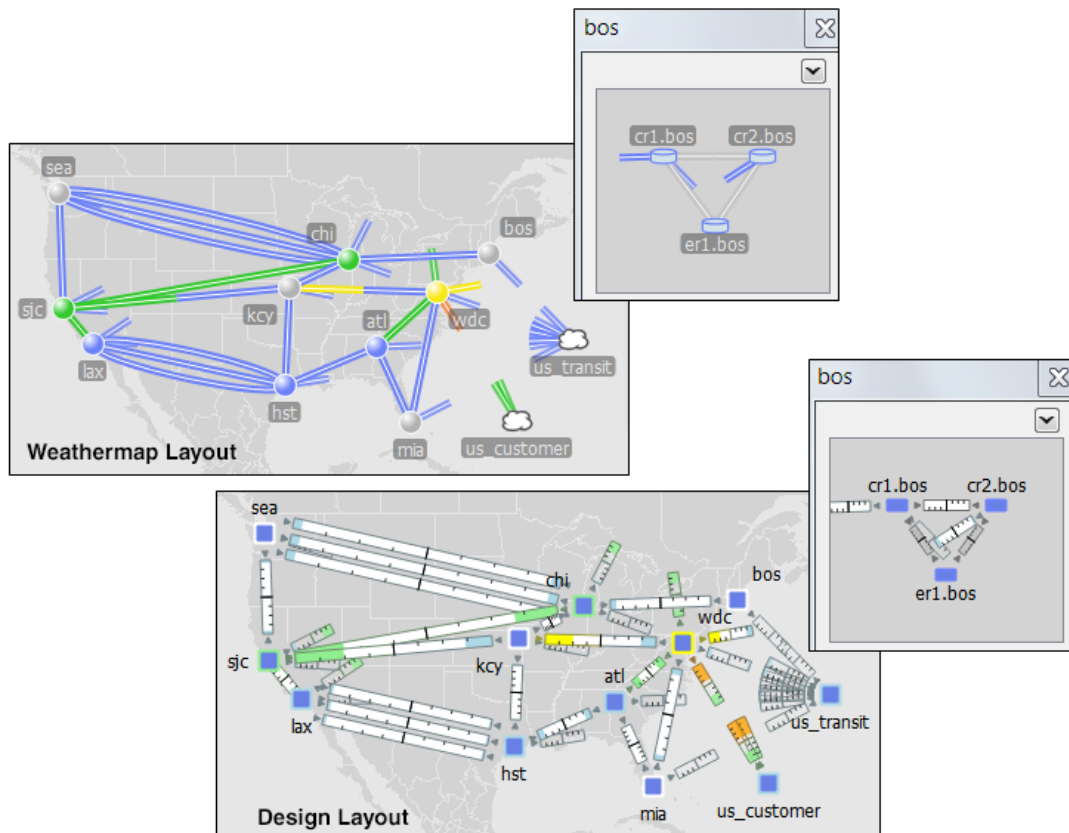 bos
cr1.bos
cr2.bos
er1.bos
sea
chi
bos
sjc
kcy
atl
wdc
lax
us_transit
hst
mia
us_customer
Weathermap Layout
bos
cr1.bos
cr2.bos
er1.bos
sea
chi
bos
wdc
sjc
kcy
atl
lax
us_transit
hst
mia
us_customer
Design Layout